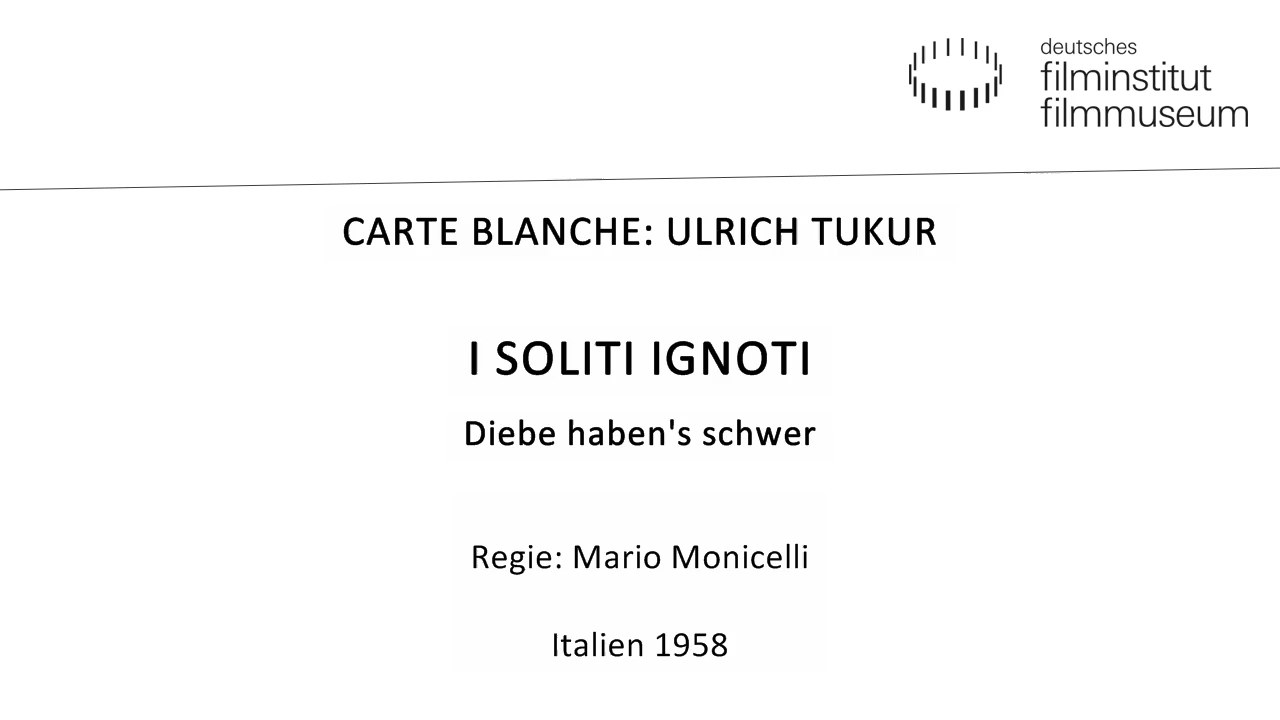 deutsches
filminstitut
filmmuseum
CARTE BLANCHE: ULRICH TUKUR
I SOLITI IGNOTI
Diebe haben's schwer
Regie: Mario Monicelli
Italien 1958